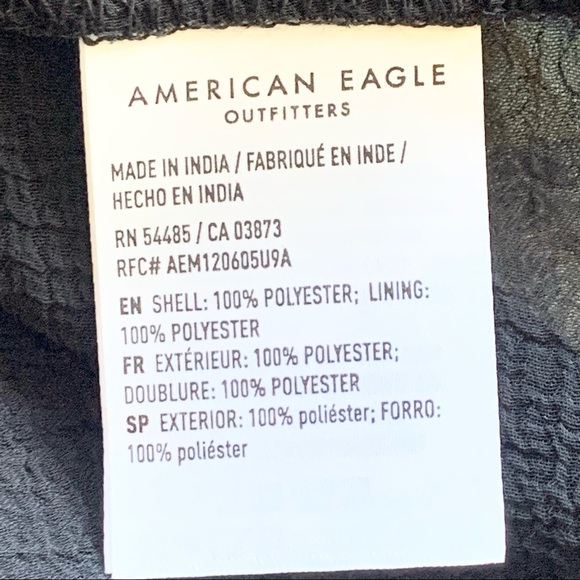 AMERICAN EAGLE
OUTFITTERS
MADE IN INDIA / FABRIQUÉ EN INDE /
HECHO EN INDIA
RN 54485 / CA 03873
RFC# AEM120605U9A
EN SHELL: 100% POLYESTER; LINING:
100% POLYESTER
FR EXTÉRIEUR: 100% POLYESTER;
DOUBLURE: 100% POLYESTER
SP EXTERIOR: 100% poliéster; FORRO:
100% poliéster